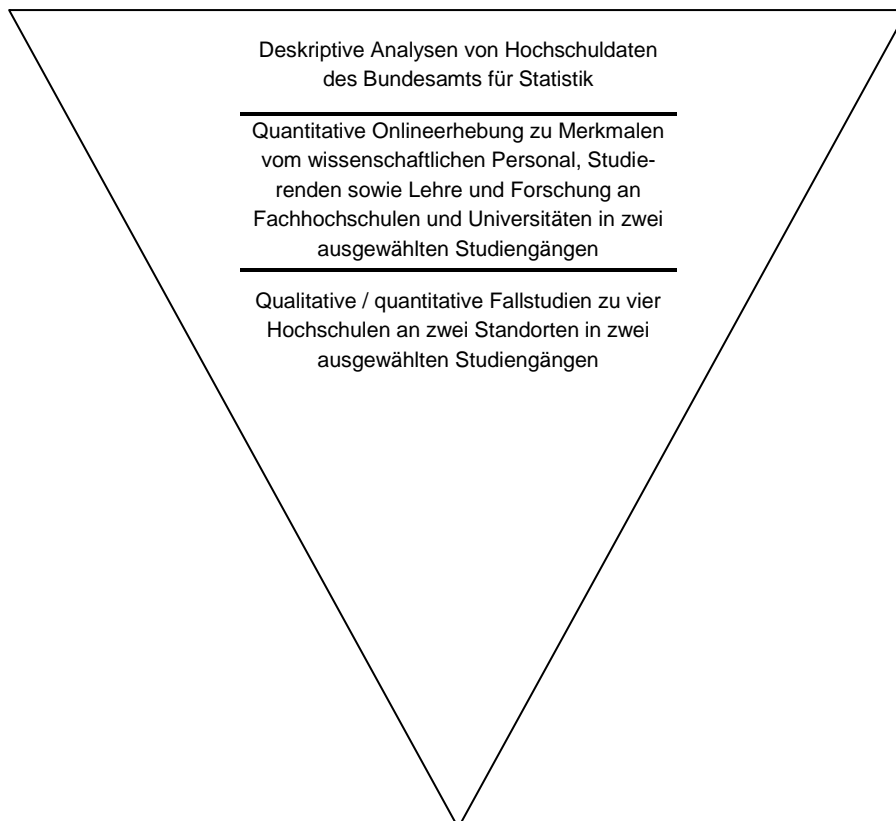 Deskriptive Analysen von Hochschuldaten
des Bundesamts für Statistik
Quantitative Onlineerhebung zu Merkmalen
vom wissenschaftlichen Personal, Studie-
renden sowie Lehre und Forschung an
Fachhochschulen und Universitäten in zwei
ausgewählten Studiengängen
Qualitative / quantitative Fallstudien zu vier
Hochschulen an zwei Standorten in zwei
ausgewählten Studiengängen